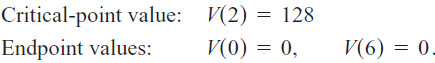 Critical-point value: V(2) = 128
Endpoint values: V(0) = 0, V(6) = 0.